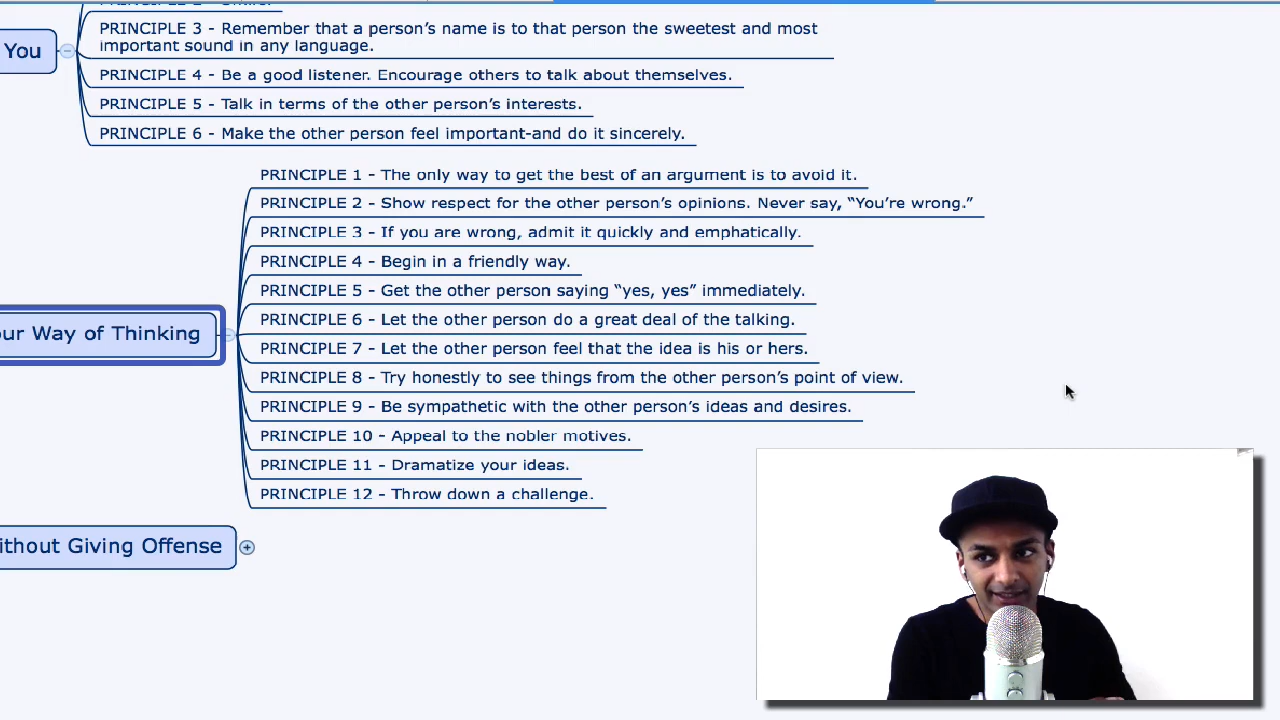 PRINCIPLE 3 - Remember that a person’s name is to that person the sweetest and most
important sound in any language.
You
PRINCIPLE 4 - Be a good listener. Encourage others to talk about themselves.
PRINCIPLE 5 - Talk in terms of the other person’s interests.
PRINCIPLE 6 - Make the other person feel important-and do it sincerely.
PRINCIPLE 1 - The only way to get the best of an argument is to avoid it.
PRINCIPLE 2 - Show respect for the other person’s opinions. Never say, “You’re wrong.”
PRINCIPLE 3 - If you are wrong, admit it quickly and emphatically.
PRINCIPLE 4 - Begin in a friendly way.
PRINCIPLE 5 - Get the other person saying “yes, yes” immediately.
PRINCIPLE 6 - Let the other person do a great deal of the talking.
Way of Thinking
PRINCIPLE 7 - Let the other person feel that the idea is his or hers.
PRINCIPLE 8 - Try honestly to see things from the other person’s point of view.
PRINCIPLE 9 - Be sympathetic with the other person’s ideas and desires.
PRINCIPLE 10 - Appeal to the nobler motives.
PRINCIPLE 11 - Dramatize your ideas.
PRINCIPLE 12 - Throw down a challenge.
Giving Offense